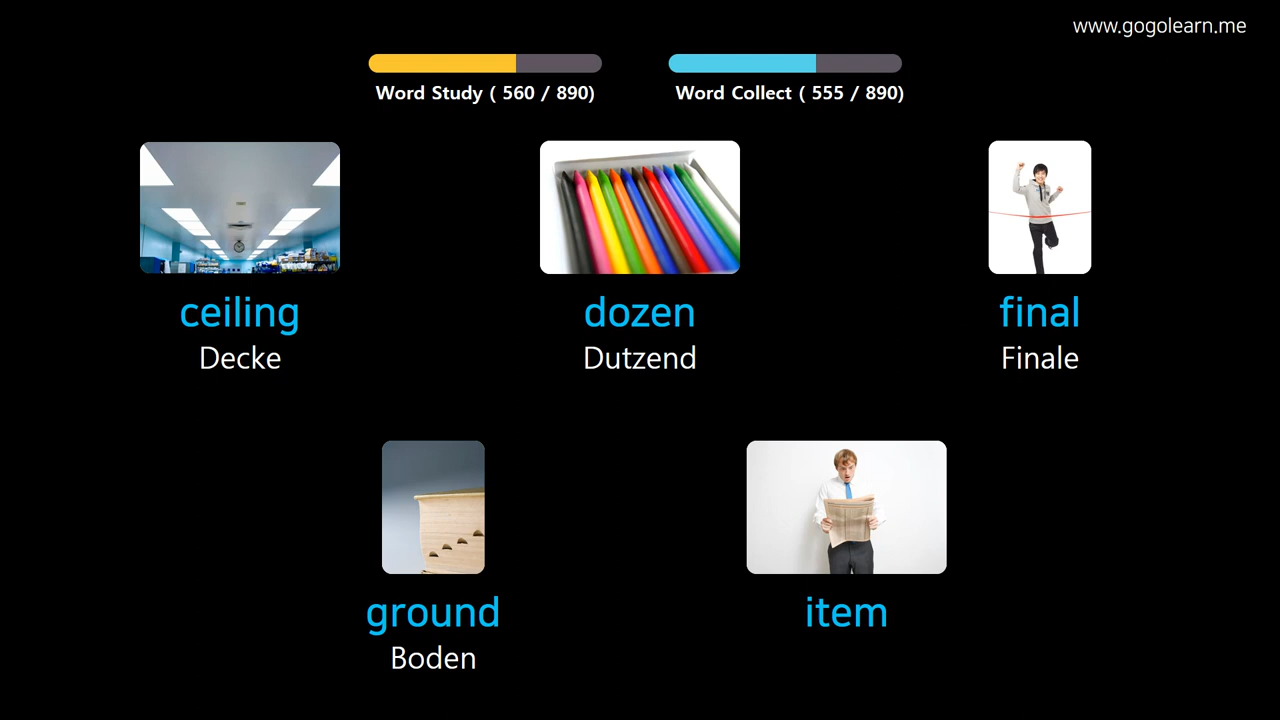 www.gogolearn.me
Word Study ( 560 / 890)
Word Collect ( 555 / 890)
ceiling
Decke
dozen
Dutzend
final
Finale
ground
Boden
item